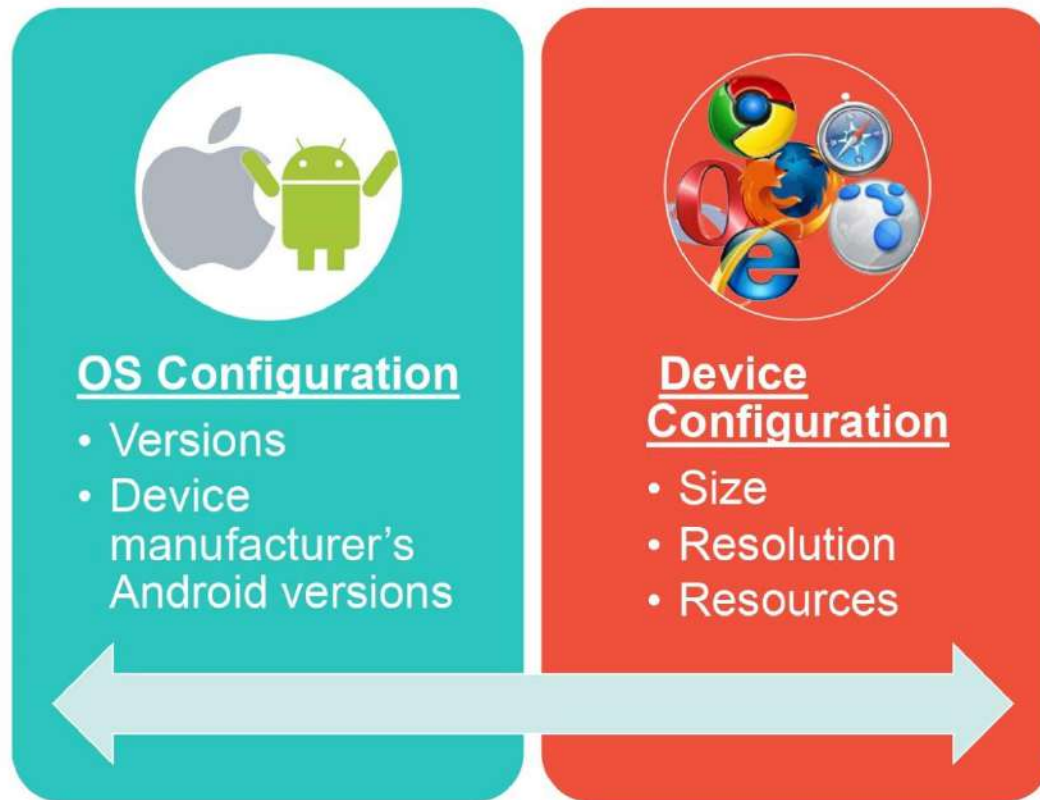 OS Configuration
• Versions
• Device
manufacturer’s
Android versions
Device
Configuration
• Size
• Resolution
• Resources